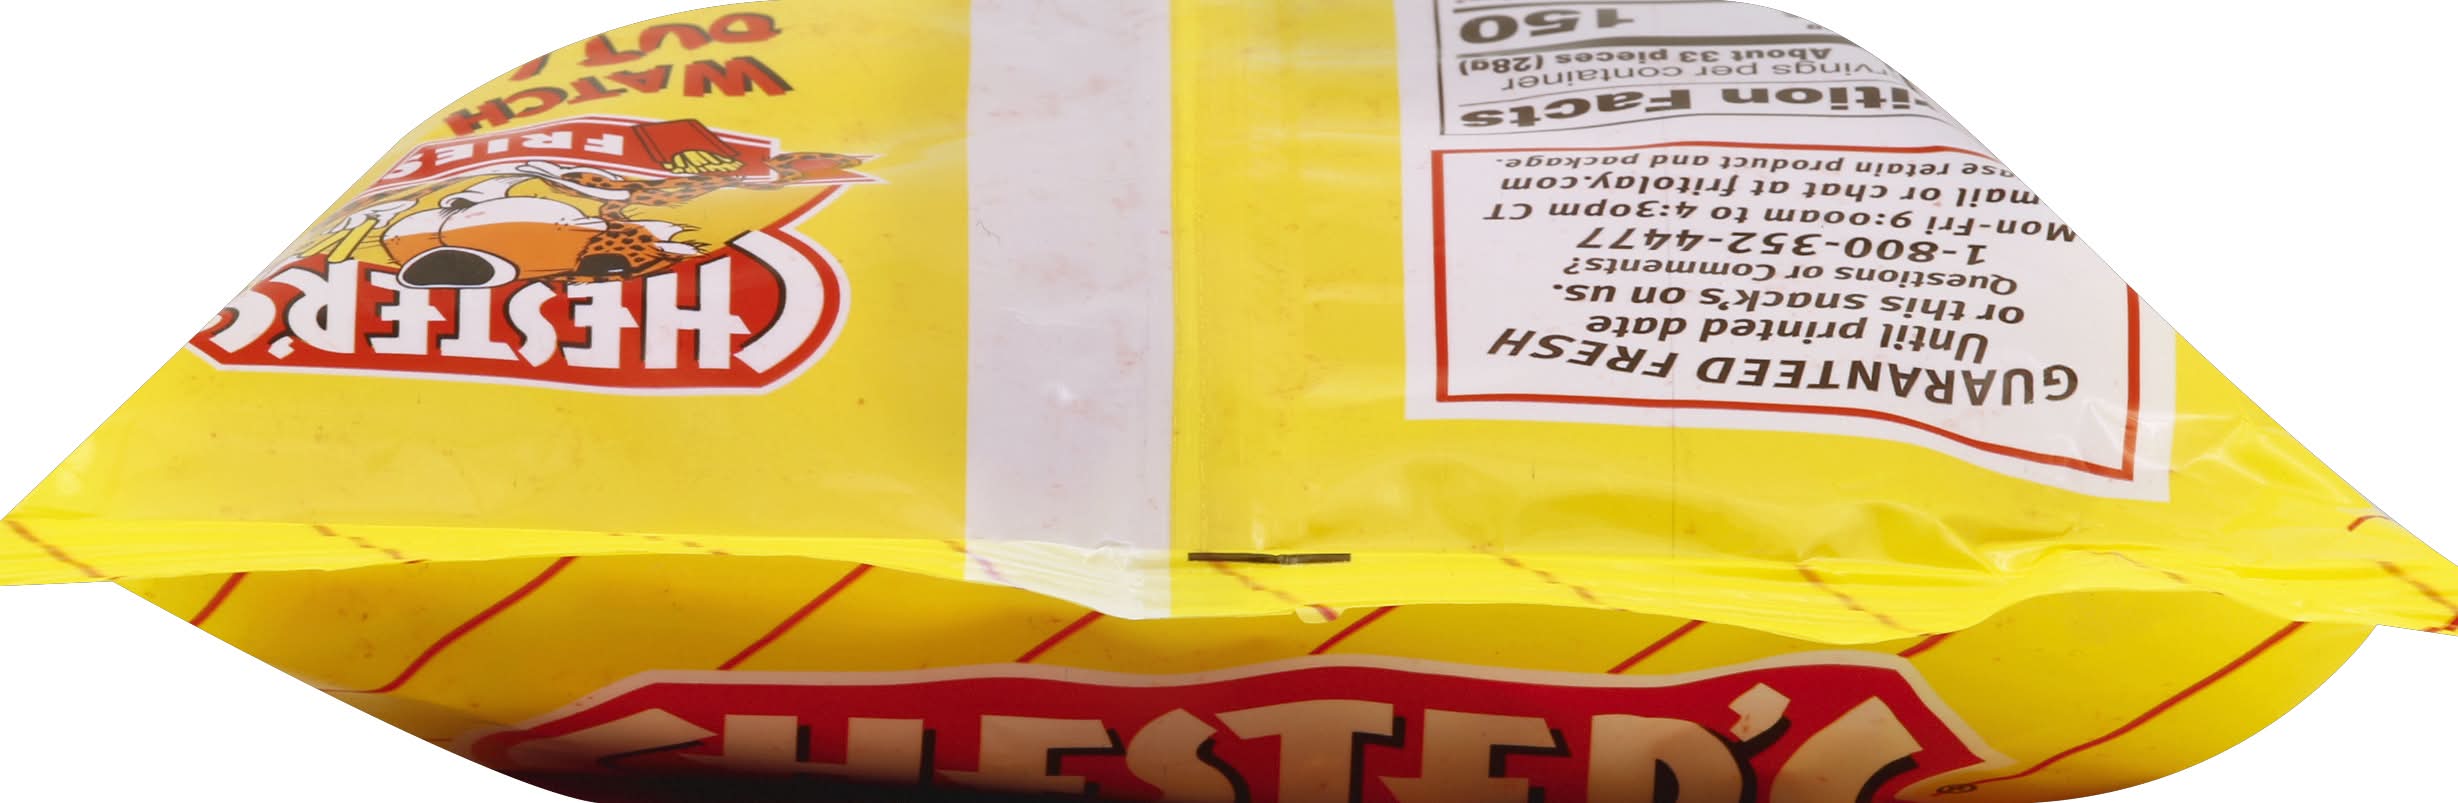 GUARANTEED FRESH
Until printed date
or this snack's on us.
Questions or Comments?
1-800-352-4477
Mon-Fri 9:00am to 4:30pm CT
mail or chat at fritolay.com
se retain product and package.
ition Facts
rvings per container
About 33 pieces (28g)
150
CHESTER'S
FRIES
WATCH
OUT!
CHESTER'S